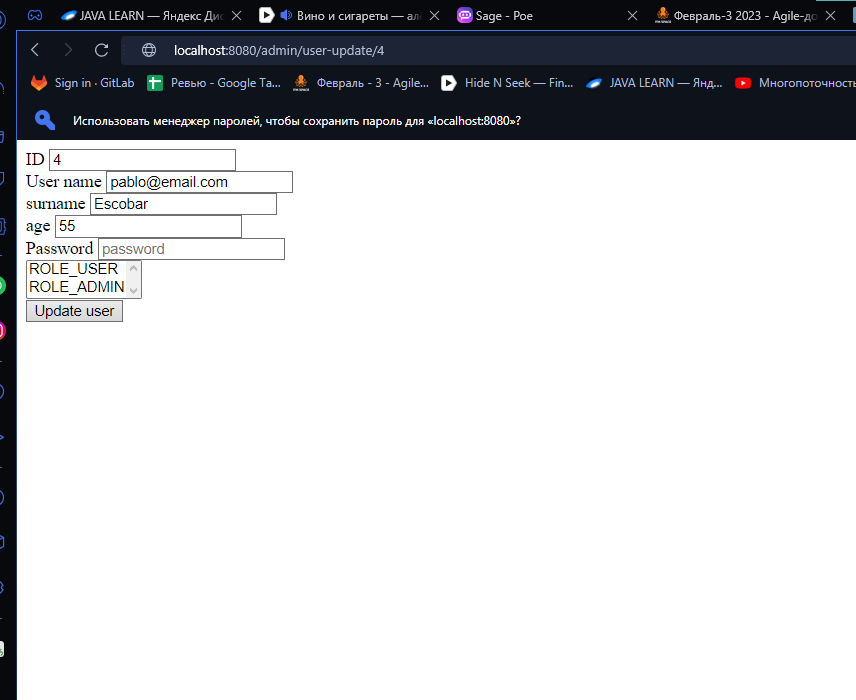 JAVA LEARN — Яндекс Дис
Вино и сигареты — ал
Sage - Poe
Февраль-3 2023 - Agile-до
localhost:8080/admin/user-update/4
Sign in · GitLab
Ревью - Google Та...
Февраль - 3 - Agile...
Hide N Seek — Fin...
JAVA LEARN — Янд...
Многопоточность
Использовать менеджер паролей, чтобы сохранить пароль для «localhost:8080»?
ID 4
User name pablo@email.com
surname Escobar
age 55
Password password
ROLE_USER
ROLE_ADMIN
Update user